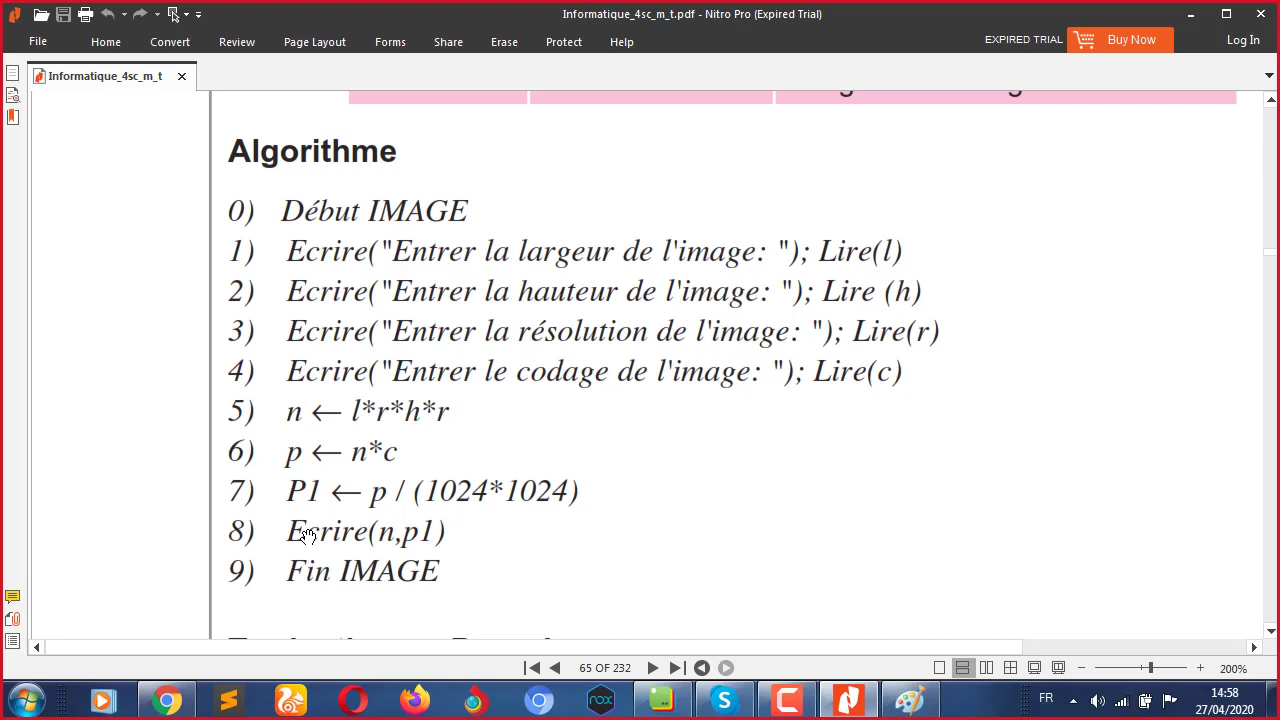 Informatique_4sc_m_t.pdf - Nitro Pro (Expired Trial)
File Home Convert Review Page Layout Forms Share Erase Protect Help EXPIRED TRIAL Buy Now Log In
Informatique_4sc_m_t
Algorithme
0) Début IMAGE
1) Ecrire("Entrer la largeur de l'image: "); Lire(l)
2) Ecrire("Entrer la hauteur de l'image: "); Lire (h)
3) Ecrire("Entrer la résolution de l'image: "); Lire(r)
4) Ecrire("Entrer le codage de l'image: "); Lire(c)
5) n ← l*r*h*r
6) p ← n*c
7) P1 ← p / (1024*1024)
8) Ecrire(n,p1)
9) Fin IMAGE
65 OF 232
200%
FR
14:58
27/04/2020